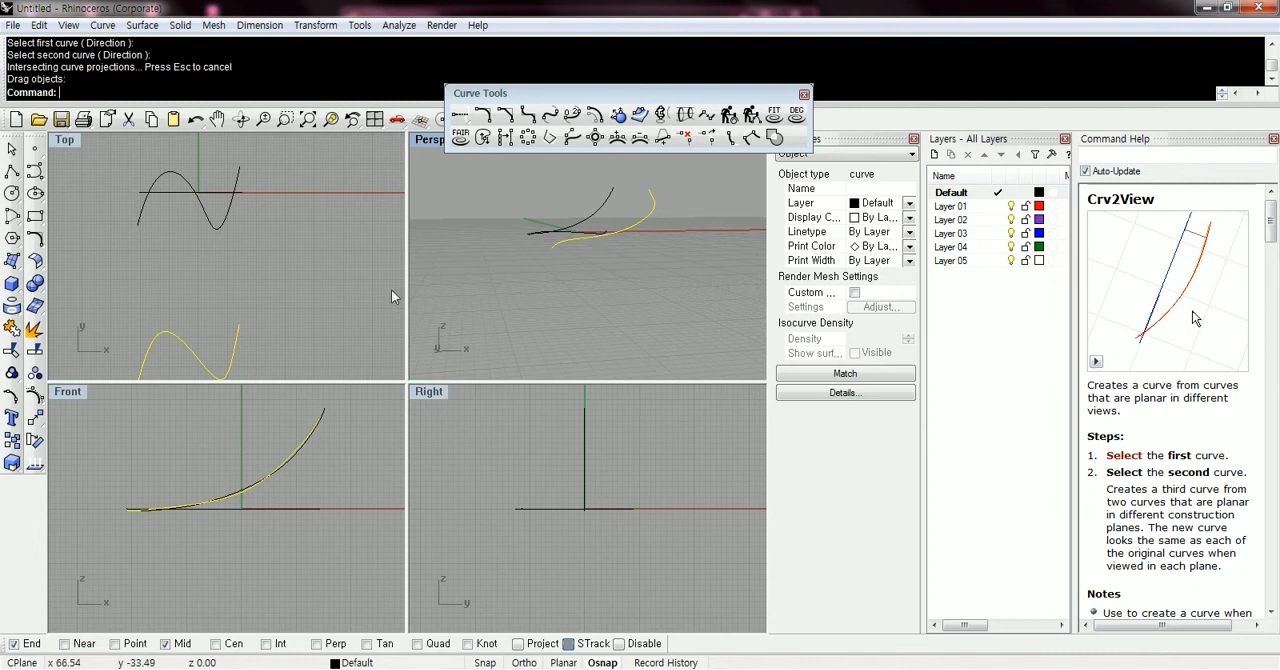 Untitled - Rhinoceros (Corporate)
File Edit View Curve Surface Solid Mesh Dimension Transform Tools Analyze Render Help
Select first curve ( Direction ):
Select second curve ( Direction ):
Intersecting curve projections... Press Esc to cancel
Drag objects:
Command:
Curve Tools
FIT DEG
FAIR
Top
Persp
Front
Right
y x
z x
z x
z y
Object
Object type curve
Name
Layer Default
Display C... By La...
Linetype By Layer
Print Color By La...
Print Width By Layer
Render Mesh Settings
Custom ...
Settings Adjust...
Isocurve Density
Density
Show surf... Visible
Match
Details...
Layers - All Layers
Name
Default
Layer 01
Layer 02
Layer 03
Layer 04
Layer 05
Command Help
Auto-Update
Crv2View
Creates a curve from curves
that are planar in different
views.
Steps:
1. Select the first curve.
2. Select the second curve.
Creates a third curve from
two curves that are planar
in different construction
planes. The new curve
looks the same as each of
the original curves when
viewed in each plane.
Notes
Use to create a curve when
End Near Point Mid Cen Int Perp Tan Quad Knot Project STrack Disable
CPlane x 66.54 y -33.49 z 0.00 Default Snap Ortho Planar Osnap Record History